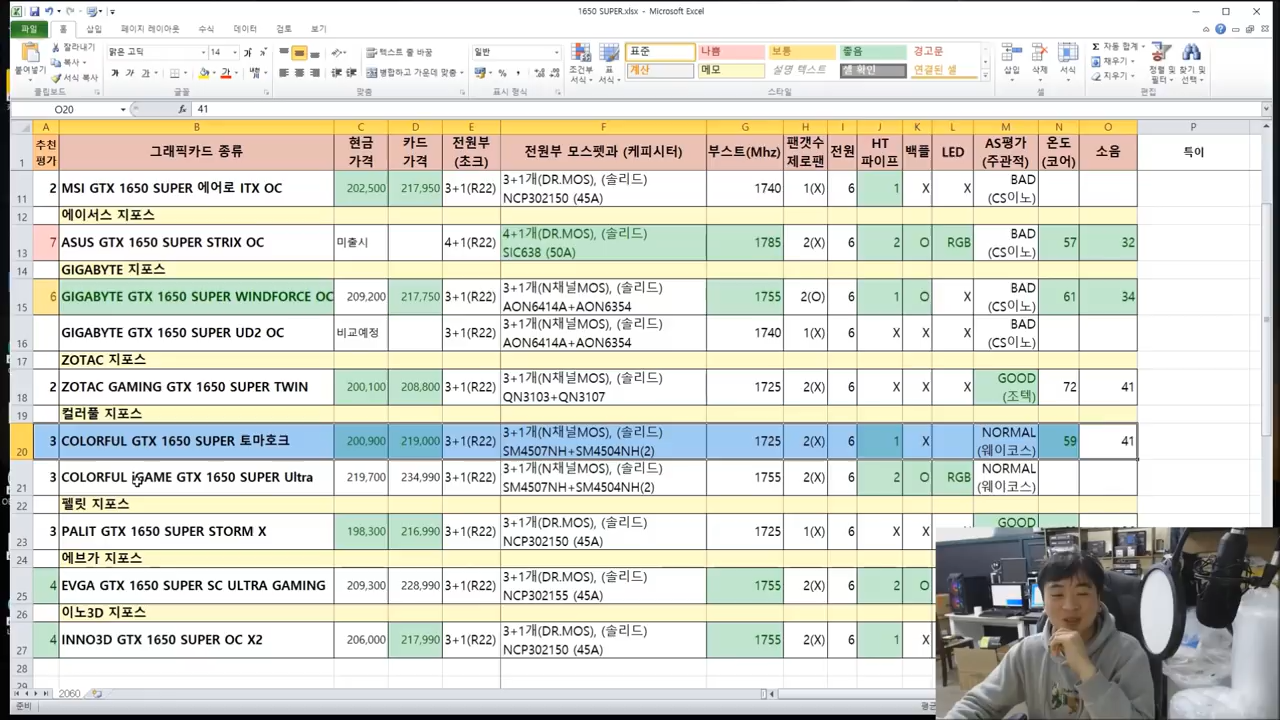 1650 SUPER.xlsx - Microsoft Excel
파일 홈 삽입 페이지 레이아웃 수식 데이터 검토 보기
붙여넣기 잘라내기 복사 서식 복사
맑은 고딕 14
텍스트 줄 바꿈
병합하고 가운데 맞춤
일반
조건부 서식 표 서식
표준 나쁨 보통 좋음 경고문
계산 메모 설명 텍스트 셀 확인 연결된 셀
삽입 삭제 서식
자동 합계 채우기 지우기
정렬 및 필터 찾기 및 선택
클립보드 글꼴 맞춤 표시 형식 스타일 셀 편집
O20 fx 41
A B C D E F G H I J K L M N O P
1 추천 평가 그래픽카드 종류 현금 가격 카드 가격 전원부 (초크) 전원부 모스펫과 (케피시터) 부스트(Mhz) 팬갯수 제로팬 전원 HT 파이프 백플 LED AS평가 (주관적) 온도 (코어) 소음 특이
11 2 MSI GTX 1650 SUPER 에어로 ITX OC 202,500 217,950 3+1(R22) 3+1개(DR.MOS), (솔리드) NCP302150 (45A) 1740 1(X) 6 1 X X BAD (CS이노)
12 에이서스 지포스
13 7 ASUS GTX 1650 SUPER STRIX OC 미출시 4+1(R22) 4+1개(DR.MOS), (솔리드) SIC638 (50A) 1785 2(X) 6 2 O RGB BAD (CS이노) 57 32
14 GIGABYTE 지포스
15 6 GIGABYTE GTX 1650 SUPER WINDFORCE OC 209,200 217,750 3+1(R22) 3+1개(N채널MOS), (솔리드) AON6414A+AON6354 1755 2(O) 6 1 O X BAD (CS이노) 61 34
16 GIGABYTE GTX 1650 SUPER UD2 OC 비교예정 3+1(R22) 3+1개(N채널MOS), (솔리드) AON6414A+AON6354 1740 1(X) 6 X X X BAD (CS이노)
17 ZOTAC 지포스
18 2 ZOTAC GAMING GTX 1650 SUPER TWIN 200,100 208,800 3+1(R22) 3+1개(N채널MOS), (솔리드) QN3103+QN3107 1725 2(X) 6 X X X GOOD (조텍) 72 41
19 컬러풀 지포스
20 3 COLORFUL GTX 1650 SUPER 토마호크 200,900 219,000 3+1(R22) 3+1개(N채널MOS), (솔리드) SM4507NH+SM4504NH(2) 1725 2(X) 6 1 X X NORMAL (웨이코스) 59 41
21 3 COLORFUL iGAME GTX 1650 SUPER Ultra 219,700 234,990 3+1(R22) 3+1개(N채널MOS), (솔리드) SM4507NH+SM4504NH(2) 1755 2(X) 6 2 O RGB NORMAL (웨이코스)
22 펠릿 지포스
23 3 PALIT GTX 1650 SUPER STORM X 198,300 216,990 3+1(R22) 3+1개(DR.MOS), (솔리드) NCP302150 (45A) 1725 1(X) 6 1 X GOOD
24 에브가 지포스
25 4 EVGA GTX 1650 SUPER SC ULTRA GAMING 209,300 228,990 3+1(R22) 3+1개(DR.MOS), (솔리드) NCP302155 (45A) 1755 2(X) 6 2 O
26 이노3D 지포스
27 4 INNO3D GTX 1650 SUPER OC X2 206,000 217,990 3+1(R22) 3+1개(DR.MOS), (솔리드) NCP302150 (45A) 1755 2(X) 6 1 X
28
29
2060
준비